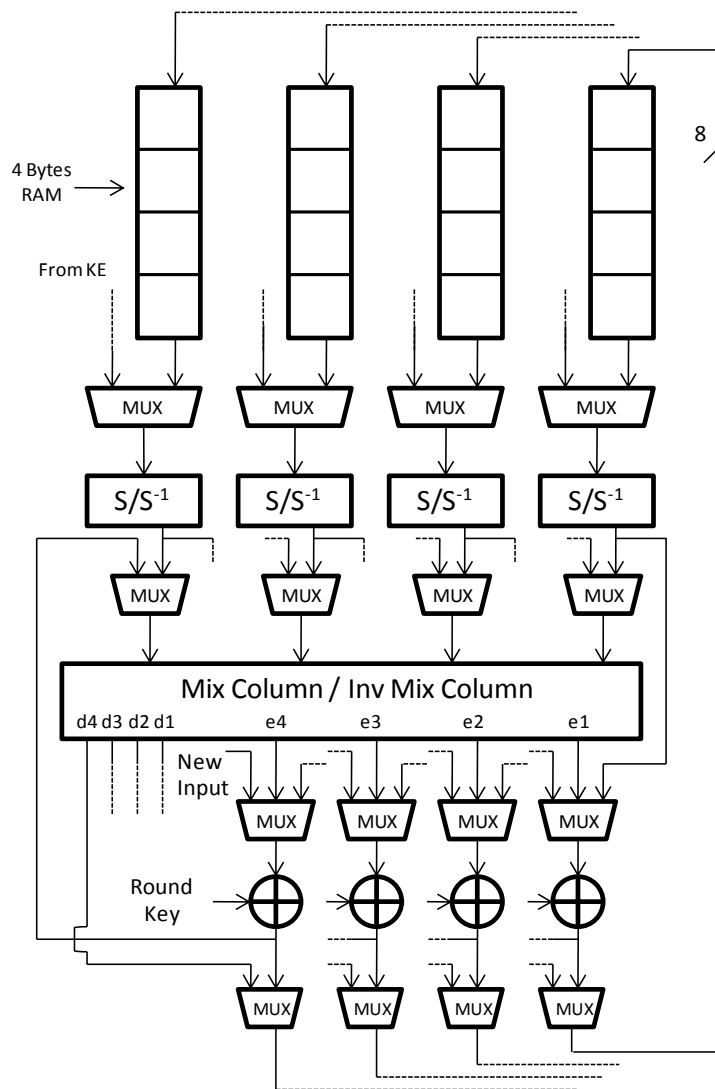 8
4 Bytes
RAM
From KE
MUX MUX MUX MUX
S/S⁻¹ S/S⁻¹ S/S⁻¹ S/S⁻¹
MUX MUX MUX MUX
Mix Column / Inv Mix Column
d4 d3 d2 d1 e4 e3 e2 e1
New
Input
MUX MUX MUX MUX
Round
Key
MUX MUX MUX MUX